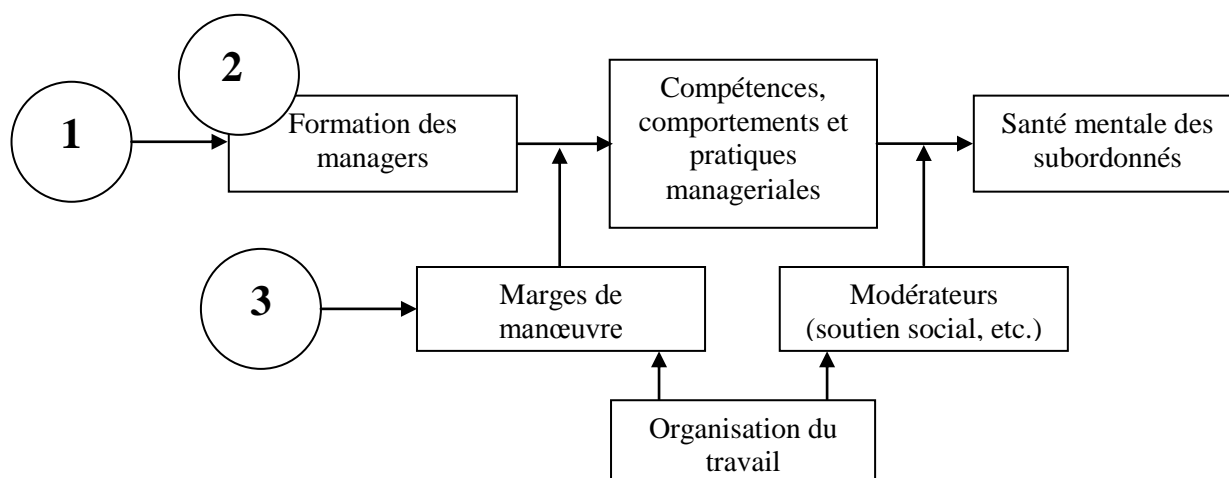 2
1
Formation des
managers
Compétences,
comportements et
pratiques
manageriales
Santé mentale des
subordonnés
3
Marges de
manœuvre
Modérateurs
(soutien social, etc.)
Organisation du
travail